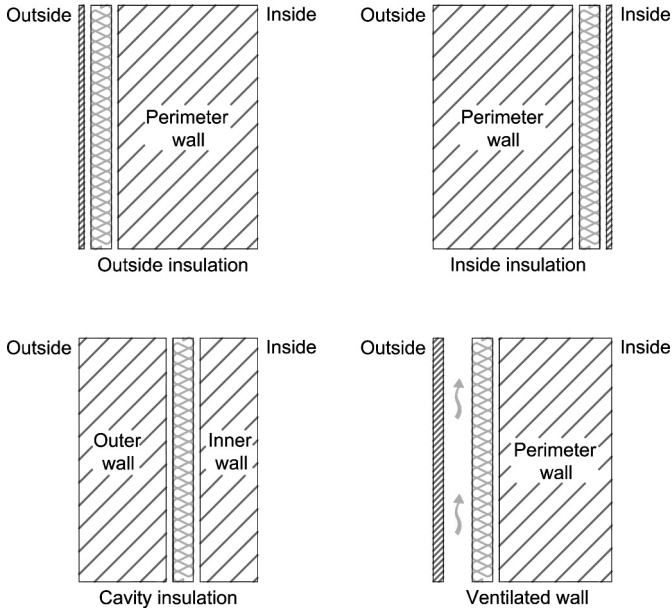 Outside
Inside
Perimeter
wall
Outside insulation
Outside
Inside
Perimeter
wall
Inside insulation
Outside
Inside
Outer
wall
Inner
wall
Cavity insulation
Outside
Inside
Perimeter
wall
Ventilated wall